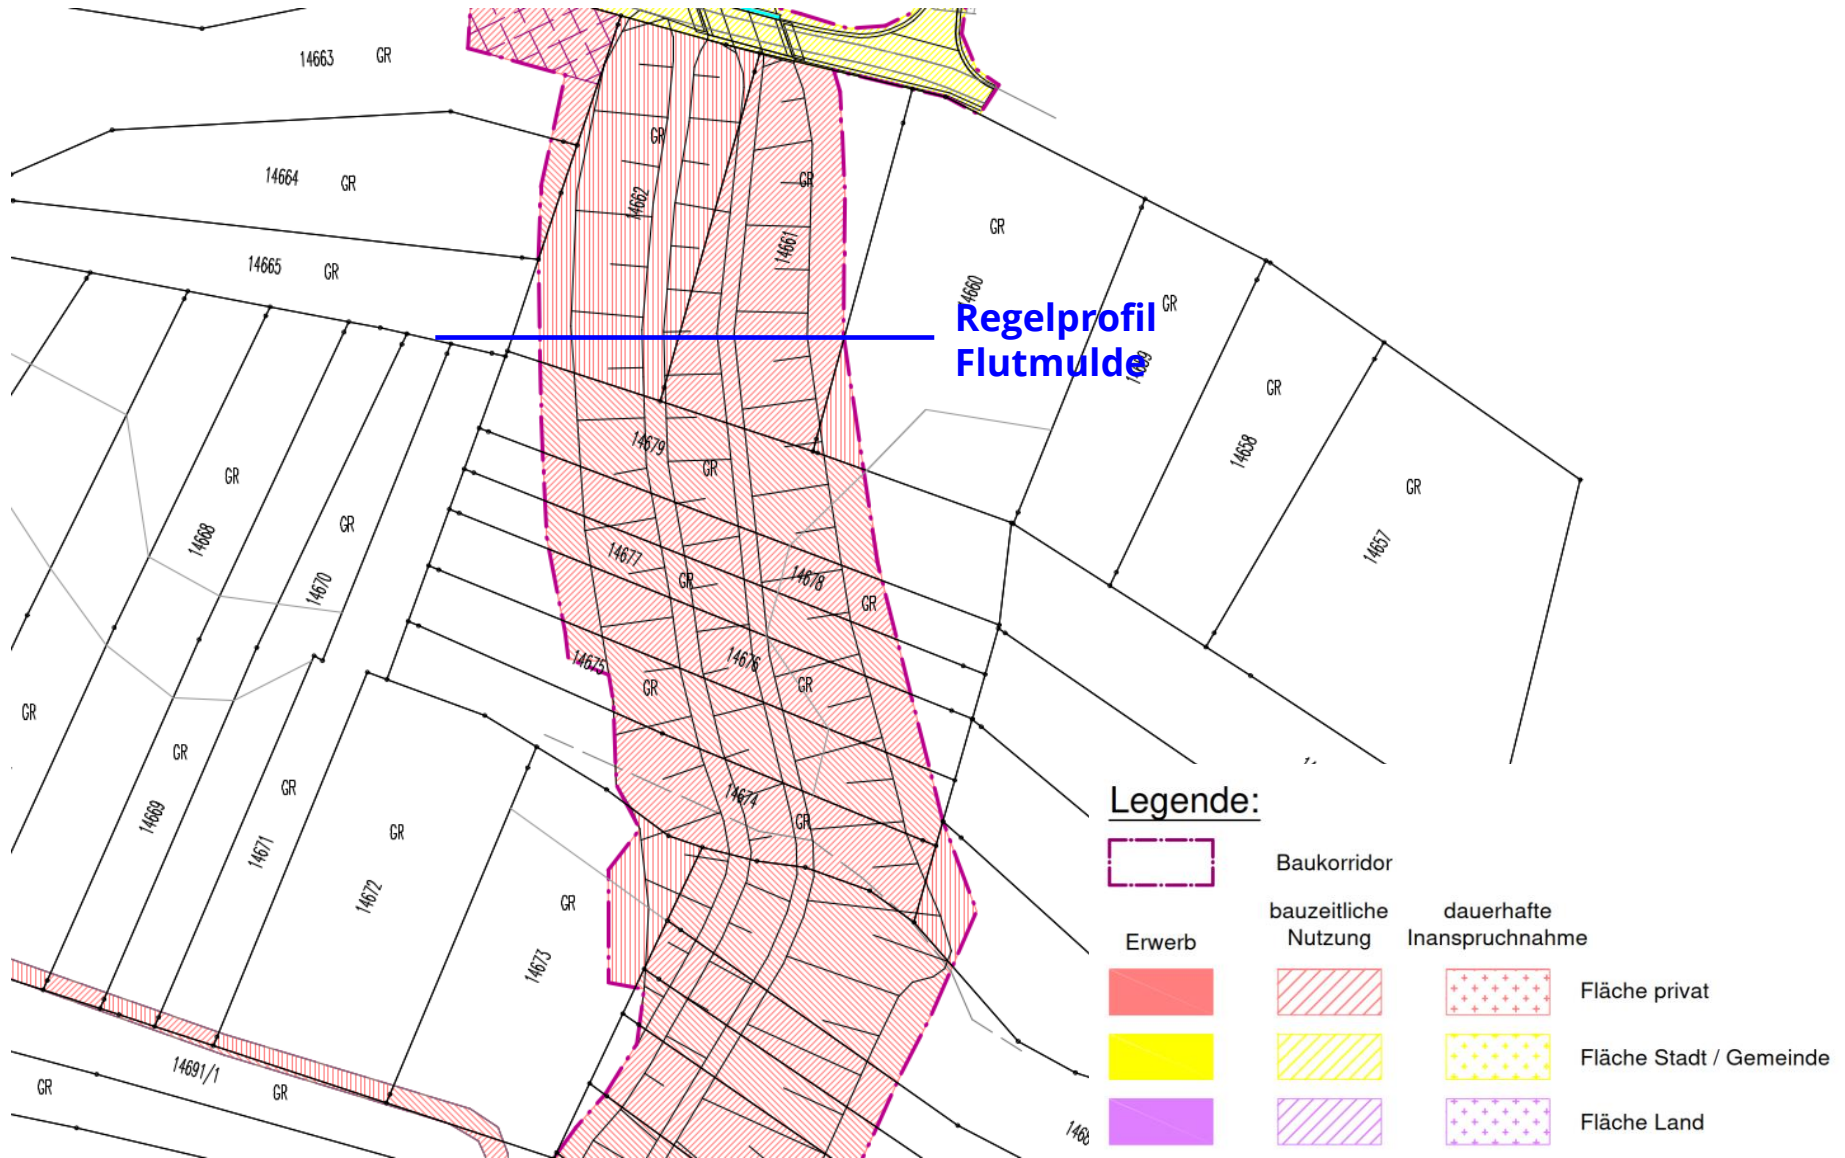 14663 GR
GR
14664 GR
GR
14662
14661
14665 GR
GR
14660
GR
Regelprofil
Flutmulde
GR
14658
GR
14657
14679
GR
GR
14668
GR
14670
14677
GR
14678
GR
14675
14676
GR
GR
GR
GR
14669
GR
14671
GR
14672
14674
GR
GR
14673
14691/1
GR
GR
Legende:
Baukorridor
Erwerb
bauzeitliche
Nutzung
dauerhafte
Inanspruchnahme
Fläche privat
Fläche Stadt / Gemeinde
Fläche Land